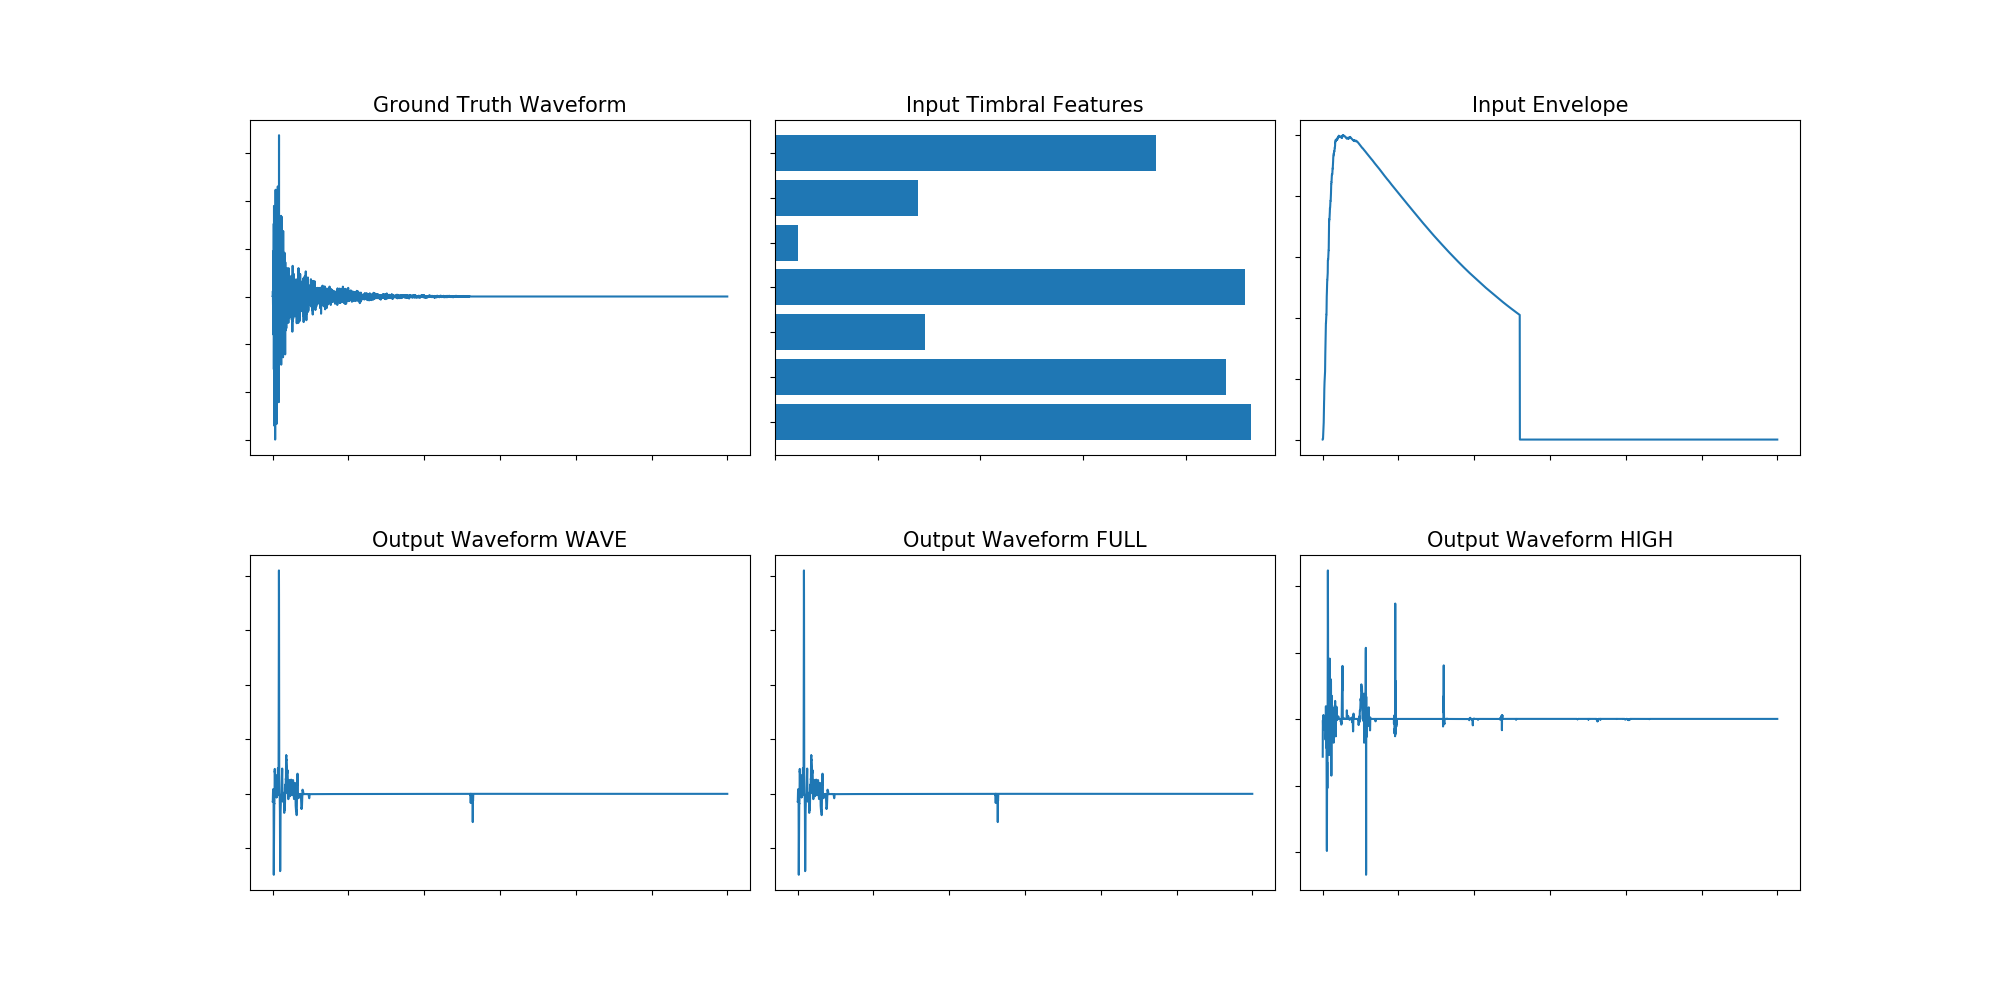 Ground Truth Waveform
Input Timbral Features
Input Envelope
Output Waveform WAVE
Output Waveform FULL
Output Waveform HIGH